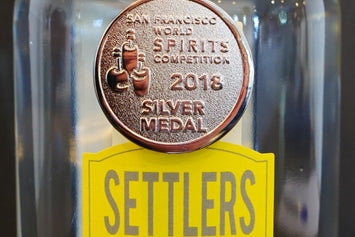 SAN FRANCISCO
WORLD
SPIRITS
COMPETITION
2018
SILVER
MEDAL
SETTLERS